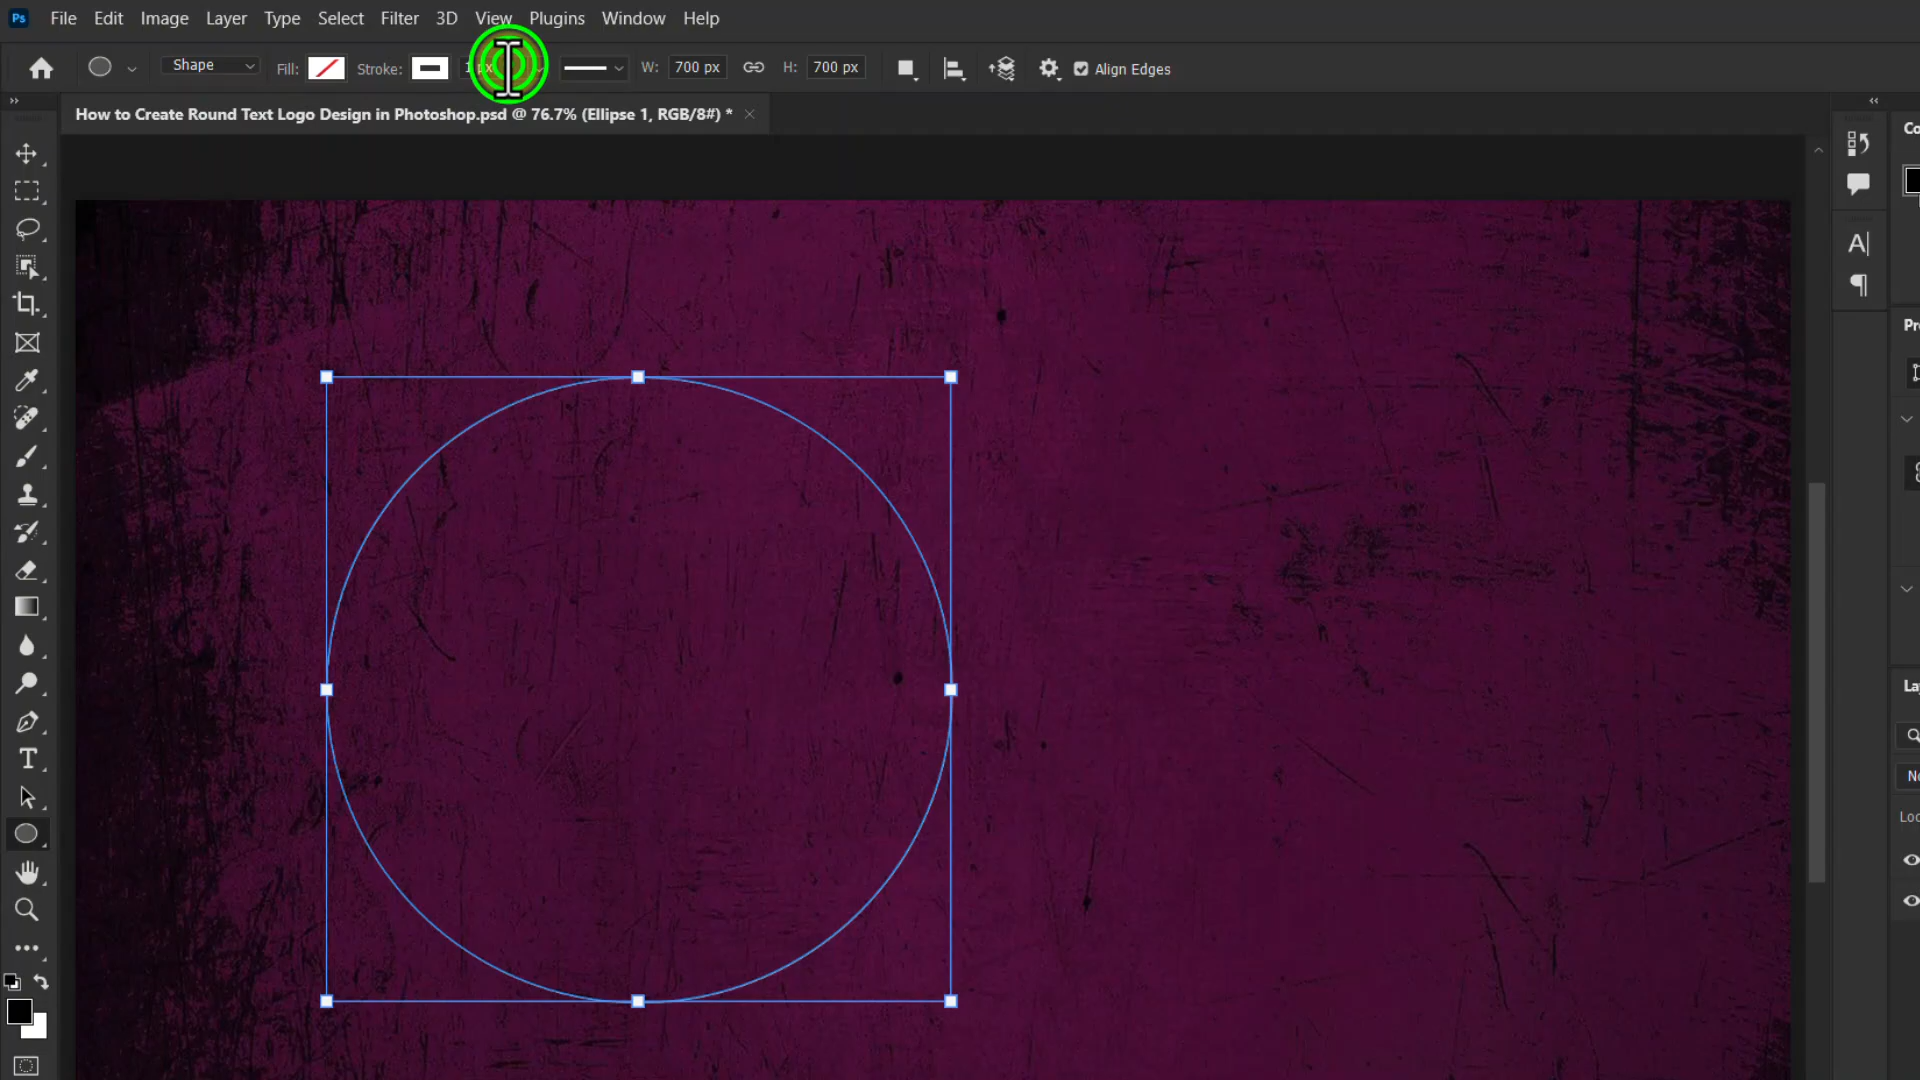 Ps File Edit Image Layer Type Select Filter 3D View Plugins Window Help
Shape Fill: Stroke: 1 px W: 700 px H: 700 px Align Edges
How to Create Round Text Logo Design in Photoshop.psd @ 76.7% (Ellipse 1, RGB/8#) *